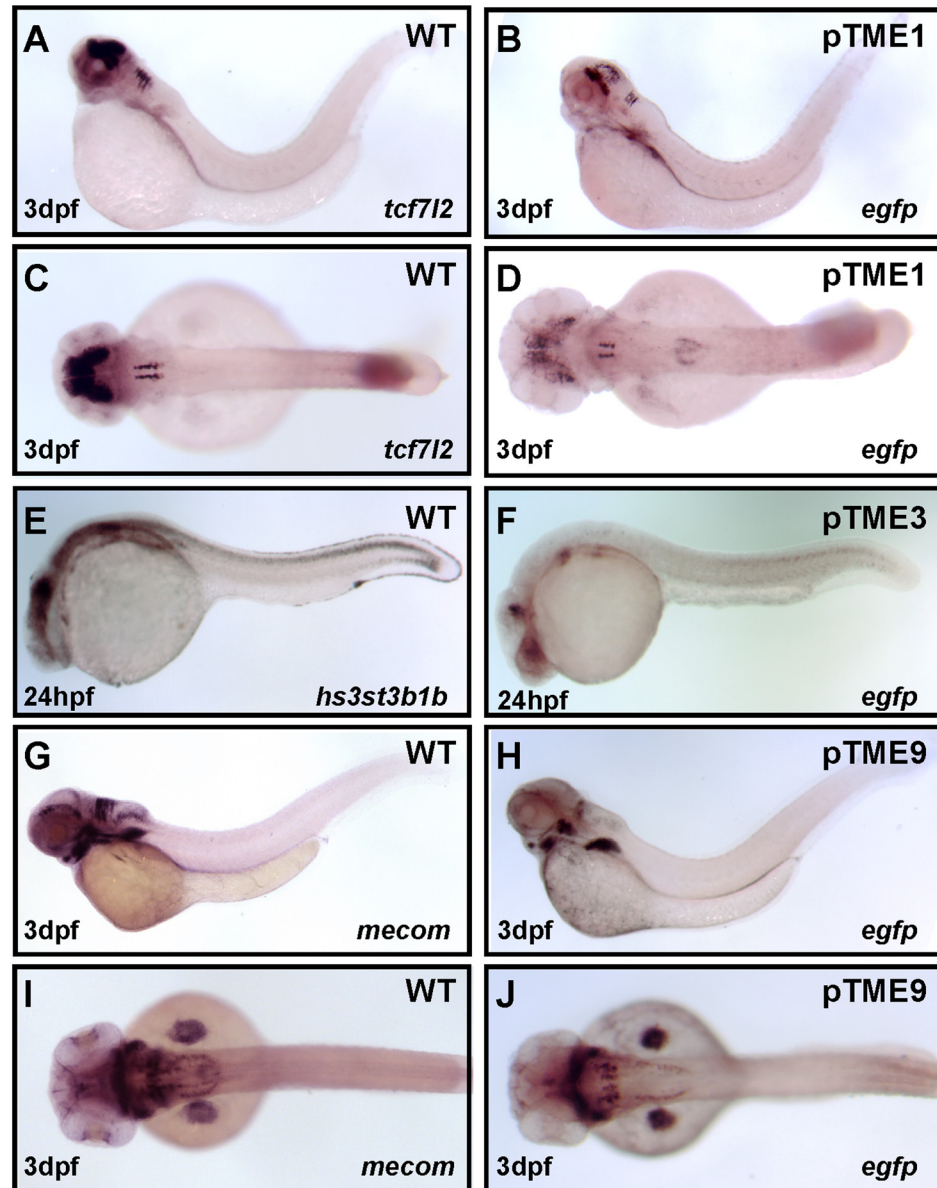 A WT
3dpf tcf7l2
B pTME1
3dpf egfp
C WT
3dpf tcf7l2
D pTME1
3dpf egfp
E WT
24hpf hs3st3b1b
F pTME3
24hpf egfp
G WT
3dpf mecom
H pTME9
3dpf egfp
I WT
3dpf mecom
J pTME9
3dpf egfp